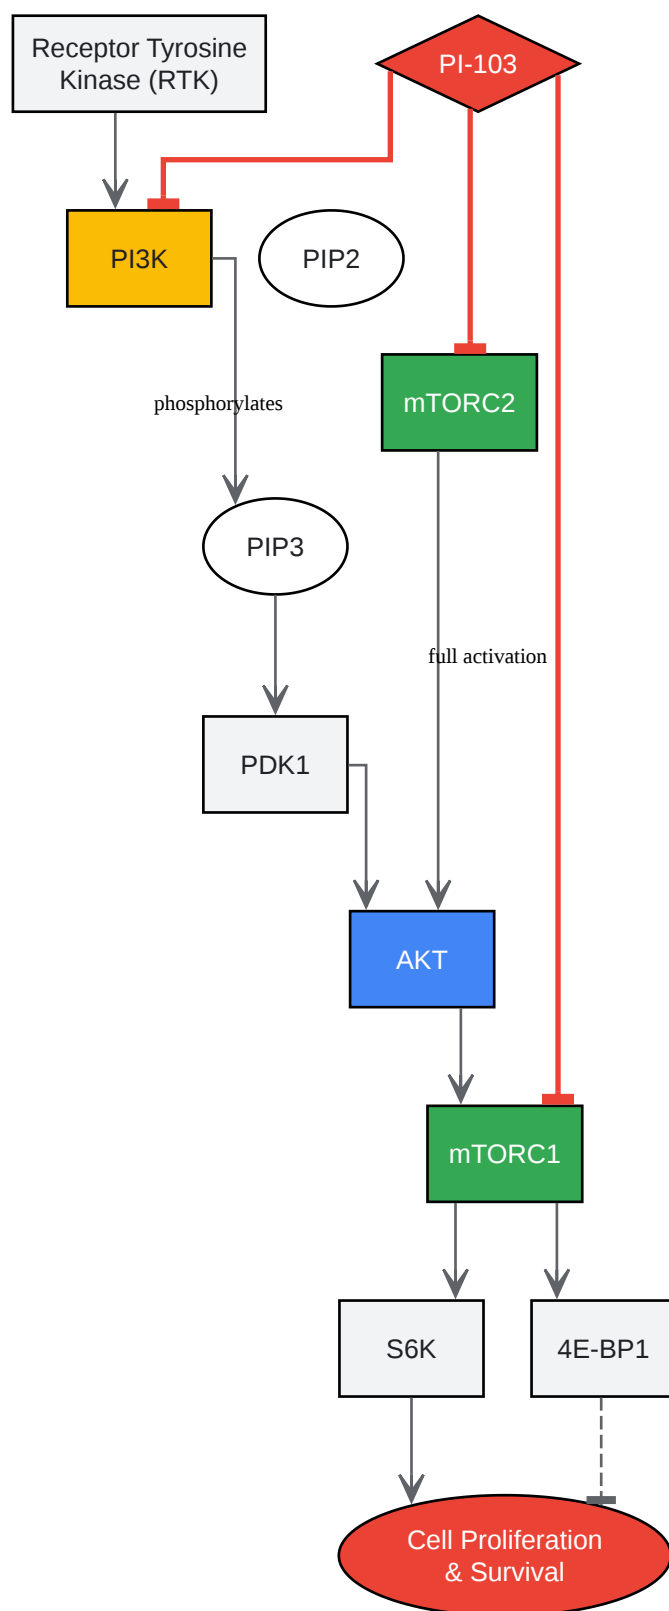 Receptor Tyrosine
Kinase (RTK)
PI-103
PI3K
PIP2
mTORC2
phosphorylates
PIP3
full activation
PDK1
AKT
mTORC1
S6K
4E-BP1
Cell Proliferation
& Survival